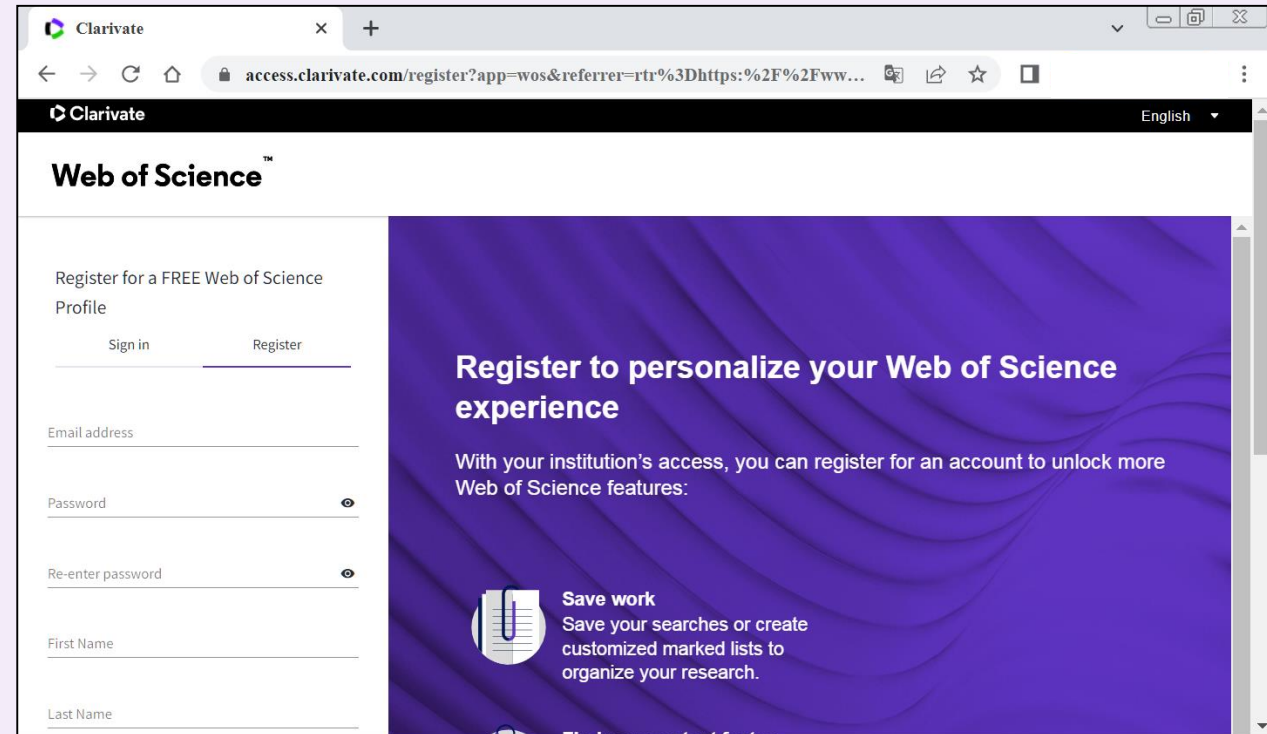 Clarivate
access.clarivate.com/register?app=wos&referrer=rtr%3Dhttps:%2F%2Fww...
Clarivate
English
Web of Science™
Register for a FREE Web of Science
Profile
Sign in
Register
Email address
Password
Re-enter password
First Name
Last Name
Register to personalize your Web of Science
experience
With your institution’s access, you can register for an account to unlock more
Web of Science features:
Save work
Save your searches or create
customized marked lists to
organize your research.